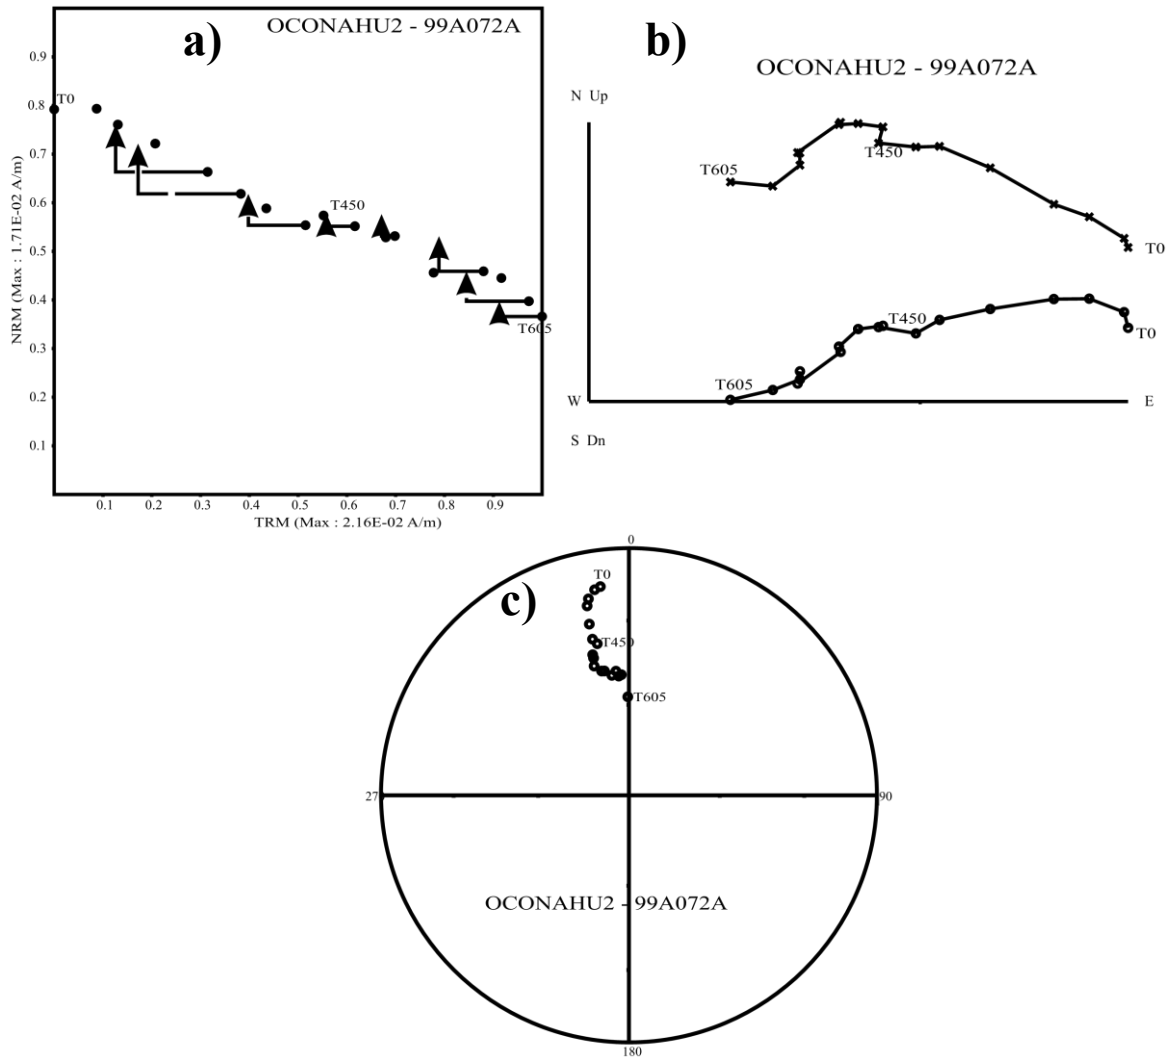 a)
OCONAHU2 - 99A072A
0.9
0.8
T0
0.7
0.6
T450
0.5
0.4
T605
0.3
0.2
0.1
NRM (Max : 1.71E-02 A/m)
0.1 0.2 0.3 0.4 0.5 0.6 0.7 0.8 0.9
TRM (Max : 2.16E-02 A/m)
b)
OCONAHU2 - 99A072A
N Up
T450
T605
T0
T450
T0
T605
W
E
S Dn
c)
0
T0
T450
T605
27
90
OCONAHU2 - 99A072A
180